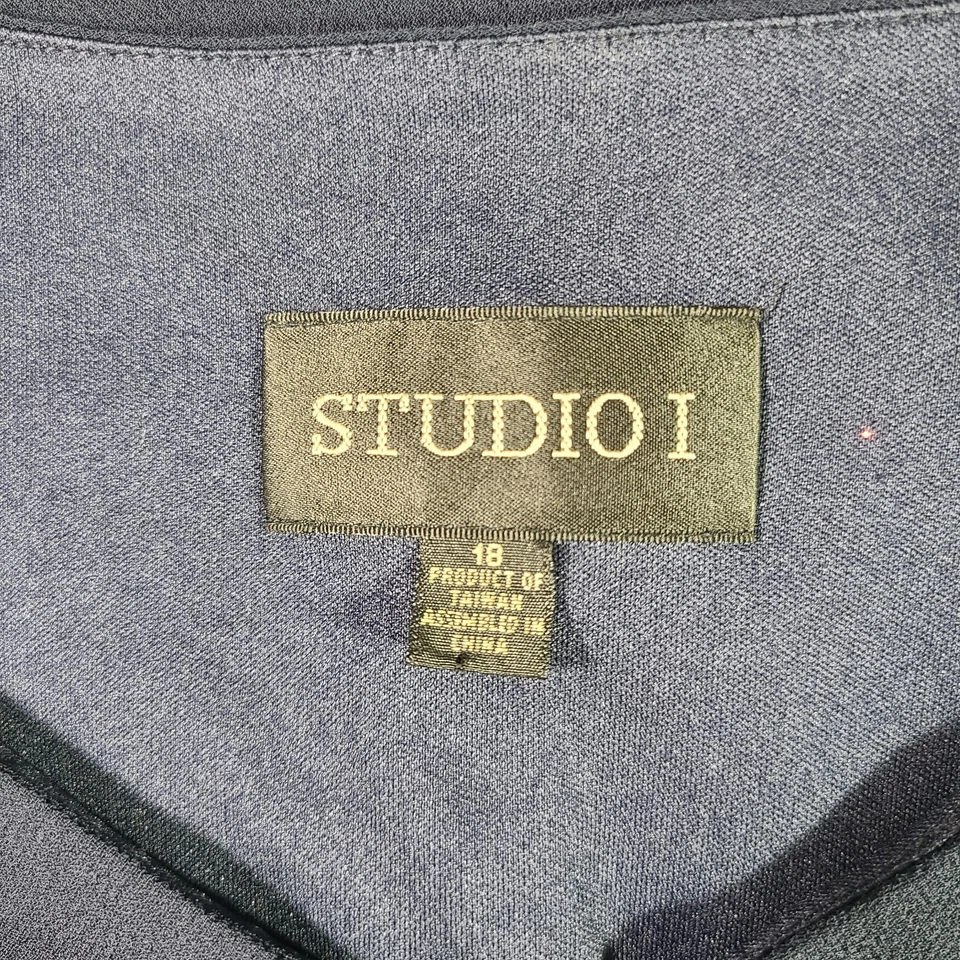 STUDIO I
18
PRODUCT OF
TAIWAN
ASSEMBLED IN
CHINA